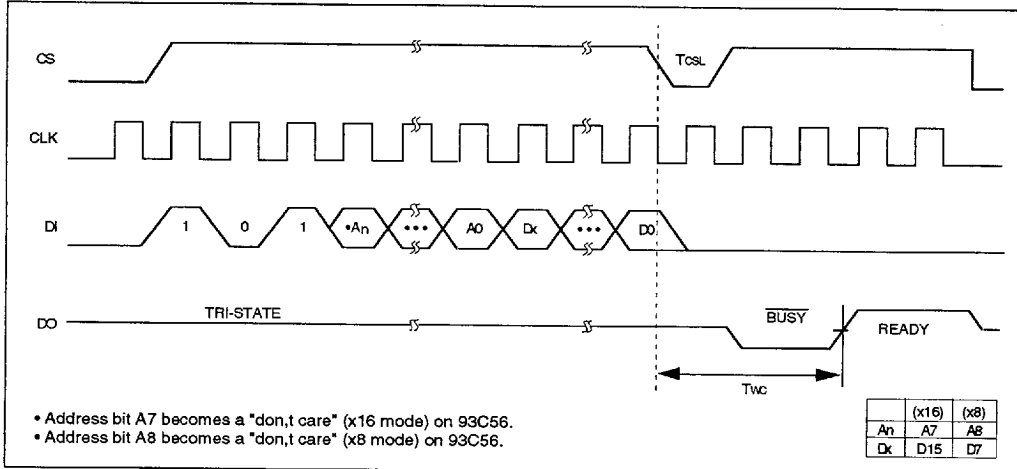 CS
TCSL
CLK
DI 1 0 1 •An ••• A0 Dx ••• D0
DO TRI-STATE BUSY READY
TWC
• Address bit A7 becomes a "don,t care" (x16 mode) on 93C56.
• Address bit A8 becomes a "don,t care" (x8 mode) on 93C56.
(x16) (x8)
An A7 A8
Dx D15 D7